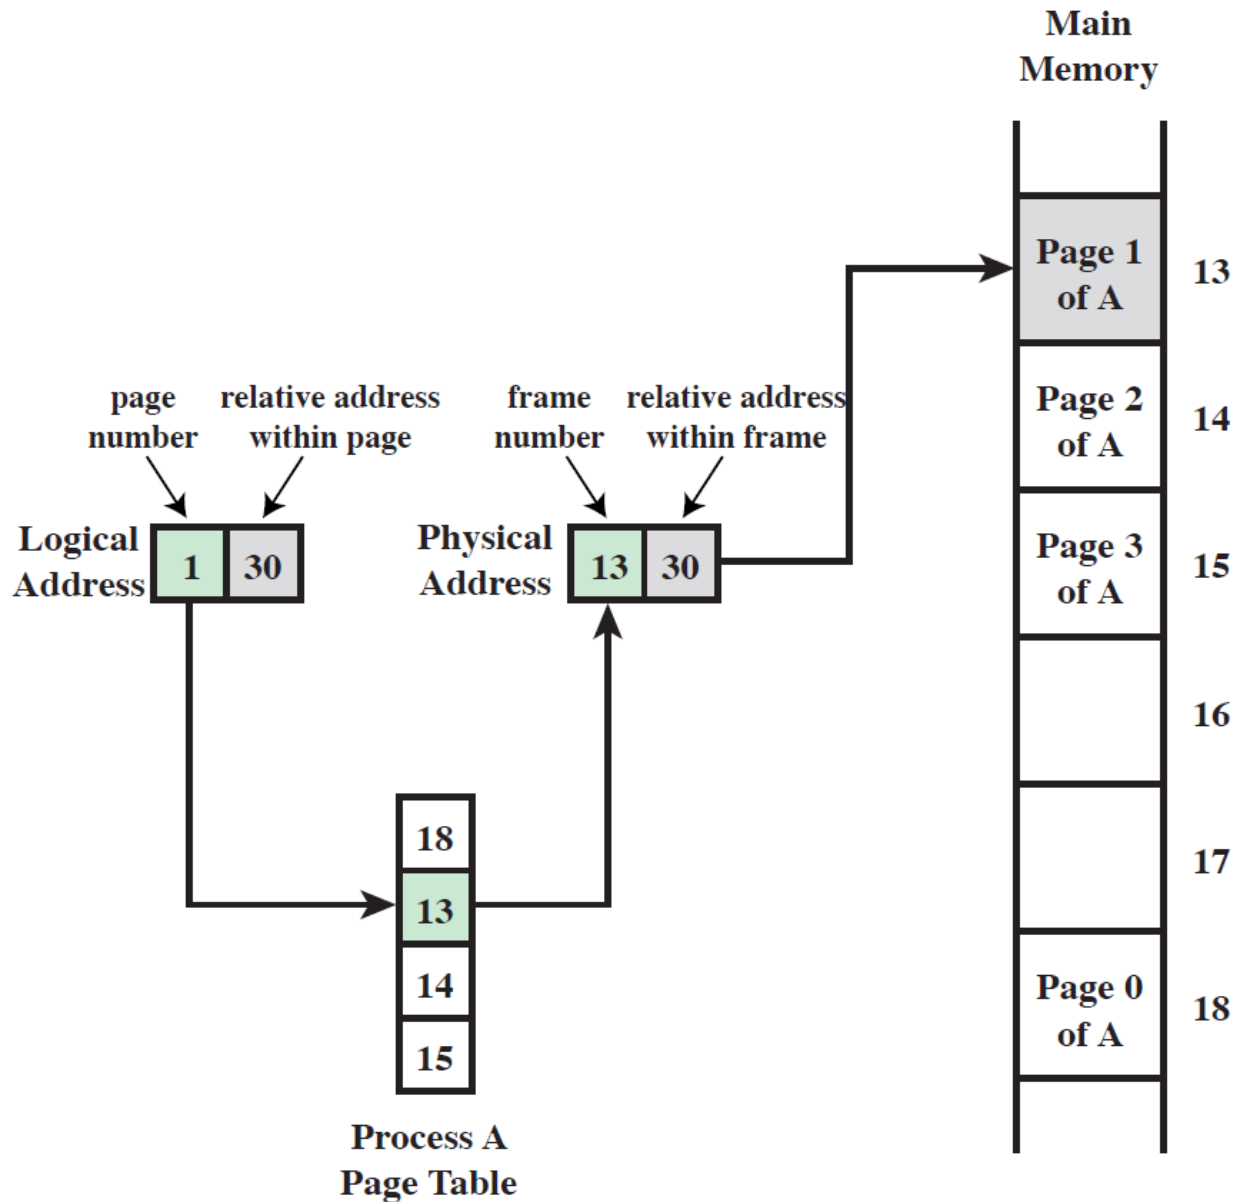 Main
Memory
Page 1
of A
13
Page 2
of A
14
Page 3
of A
15
16
17
Page 0
of A
18
page
number
relative address
within page
frame
number
relative address
within frame
Logical
Address
1
30
Physical
Address
13
30
18
13
14
15
Process A
Page Table